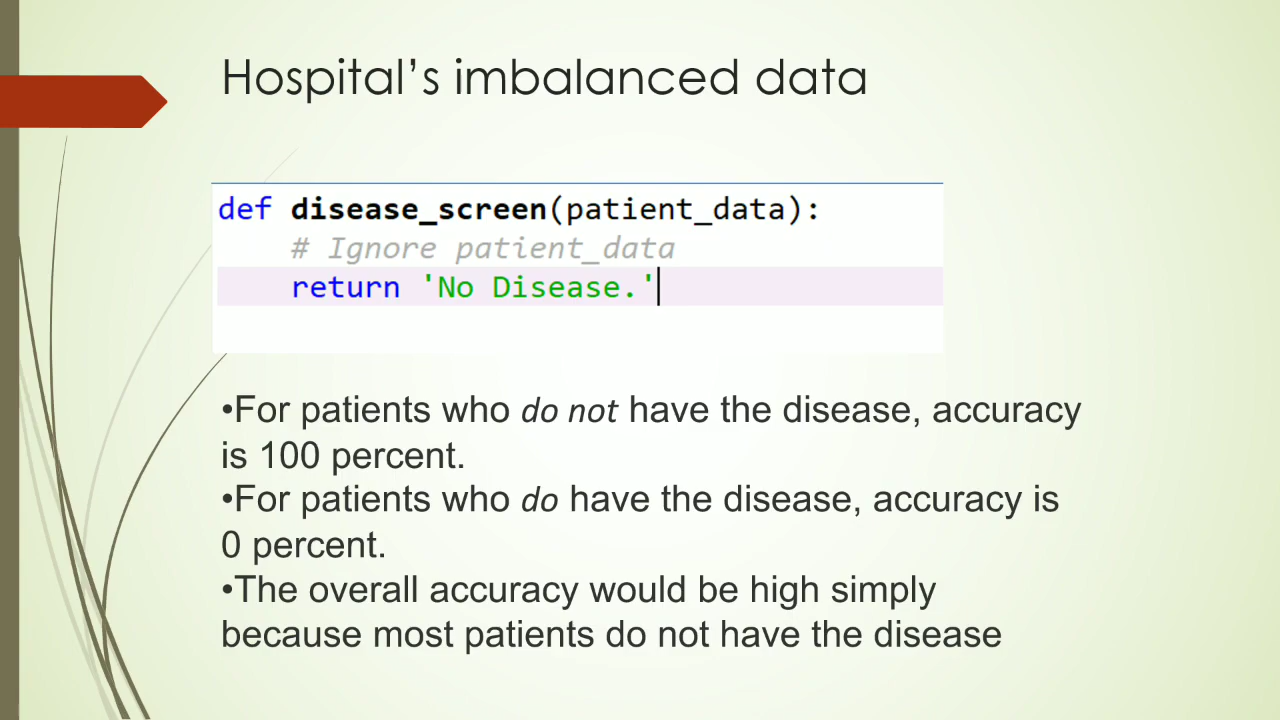 Hospital’s imbalanced data
def disease_screen(patient_data):
# Ignore patient_data
return 'No Disease.'
•For patients who do not have the disease, accuracy
is 100 percent.
•For patients who do have the disease, accuracy is
0 percent.
•The overall accuracy would be high simply
because most patients do not have the disease